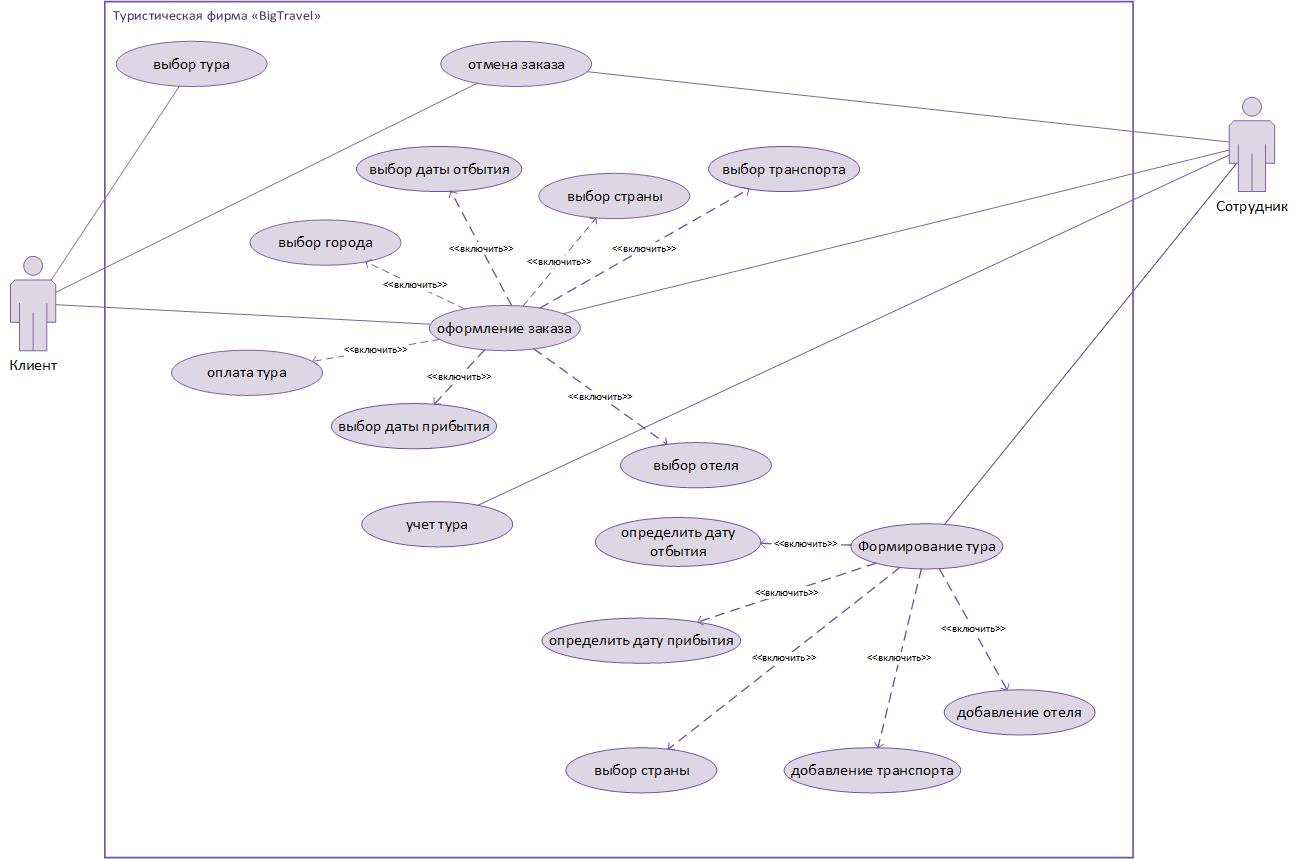 Туристическая фирма «BigTravel»
выбор тура
отмена заказа
выбор даты отбытия
выбор транспорта
выбор страны
Сотрудник
выбор города
<<включить>>
<<включить>>
<<включить>>
<<включить>>
оформление заказа
Клиент
<<включить>>
оплата тура
<<включить>>
<<включить>>
выбор даты прибытия
выбор отеля
учет тура
определить дату
отбытия
<<включить>>
Формирование тура
<<включить>>
определить дату прибытия
<<включить>>
<<включить>>
<<включить>>
добавление отеля
выбор страны
добавление транспорта